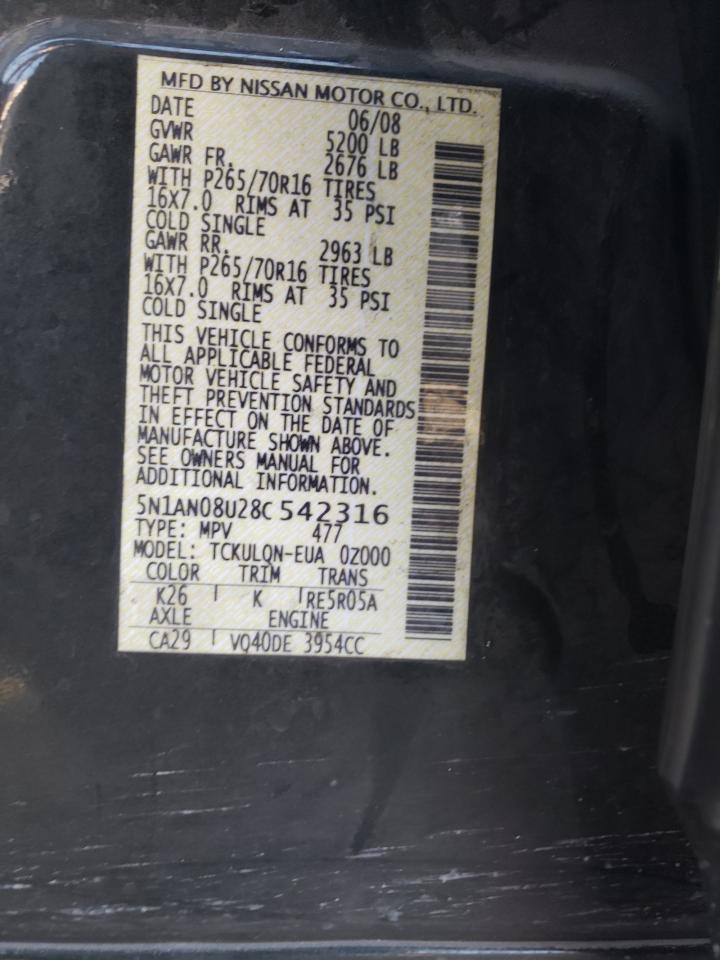 MFD BY NISSAN MOTOR CO., LTD.
DATE 06/08
GVWR 5200 LB
GAWR FR. 2676 LB
WITH P265/70R16 TIRES
16X7.0 RIMS AT 35 PSI
COLD SINGLE
GAWR RR. 2963 LB
WITH P265/70R16 TIRES
16X7.0 RIMS AT 35 PSI
COLD SINGLE
THIS VEHICLE CONFORMS TO
ALL APPLICABLE FEDERAL
MOTOR VEHICLE SAFETY AND
THEFT PREVENTION STANDARDS
IN EFFECT ON THE DATE OF
MANUFACTURE SHOWN ABOVE.
SEE OWNERS MANUAL FOR
ADDITIONAL INFORMATION.
5N1AN08U28C542316
TYPE: MPV 477
MODEL: TCKULQN-EUA 0Z000
COLOR TRIM TRANS
K26 K RE5R05A
AXLE ENGINE
CA29 VQ40DE 3954CC